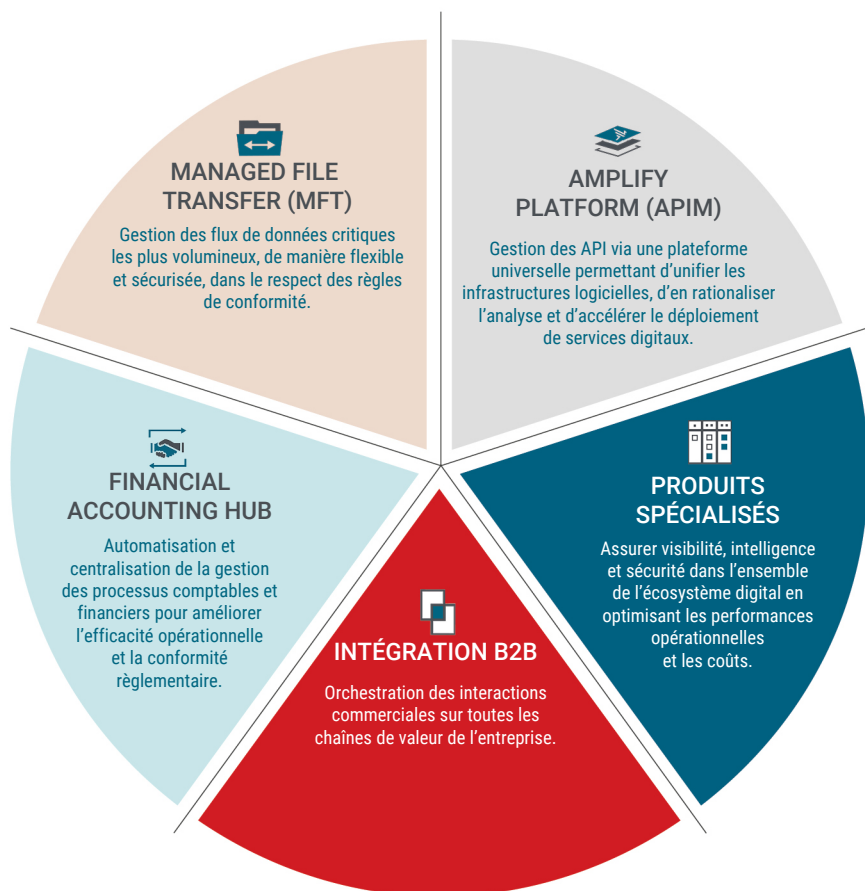 MANAGED FILE
TRANSFER (MFT)
Gestion des flux de données critiques
les plus volumineux, de manière flexible
et sécurisée, dans le respect des règles
de conformité.
AMPLIFY
PLATFORM (APIM)
Gestion des API via une plateforme
universelle permettant d’unifier les
infrastructures logicielles, d’en rationaliser
l’analyse et d’accélérer le déploiement
de services digitaux.
FINANCIAL
ACCOUNTING HUB
Automatisation et
centralisation de la gestion
des processus comptables et
financiers pour améliorer
l’efficacité opérationnelle
et la conformité
règlementaire.
PRODUITS
SPÉCIALISÉS
Assurer visibilité, intelligence
et sécurité dans l’ensemble
de l’écosystème digital en
optimisant les performances
opérationnelles
et les coûts.
INTÉGRATION B2B
Orchestration des interactions
commerciales sur toutes les
chaînes de valeur de l’entreprise.